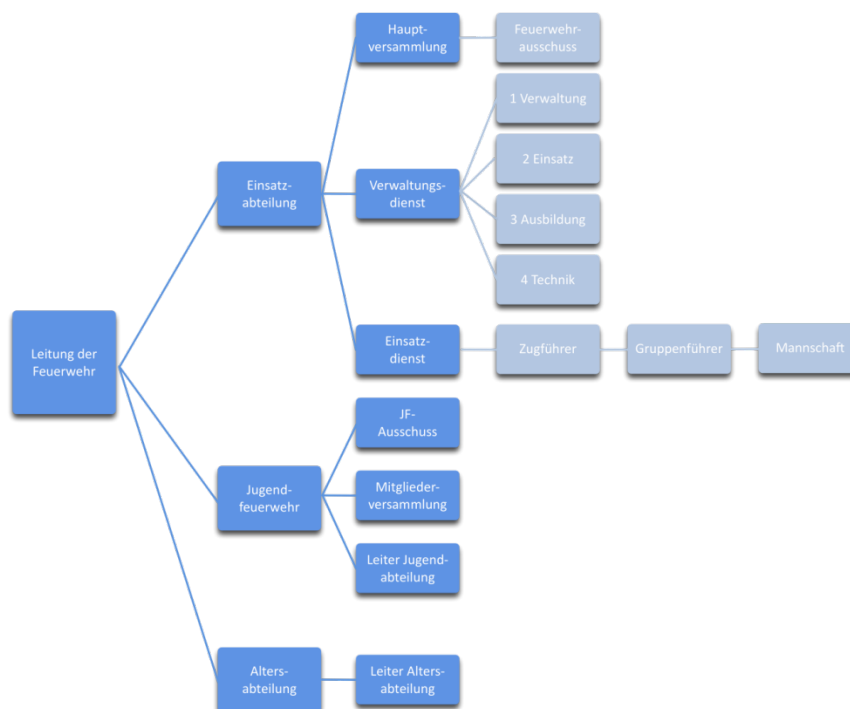 Haupt-
versammlung
Feuerwehr-
ausschuss
1 Verwaltung
2 Einsatz
Einsatz-
abteilung
Verwaltungs-
dienst
3 Ausbildung
4 Technik
Leitung der
Feuerwehr
Einsatz-
dienst
Zugführer
Gruppenführer
Mannschaft
JF-
Ausschuss
Jugend-
feuerwehr
Mitglieder-
versammlung
Leiter Jugend-
abteilung
Alters-
abteilung
Leiter Alters-
abteilung